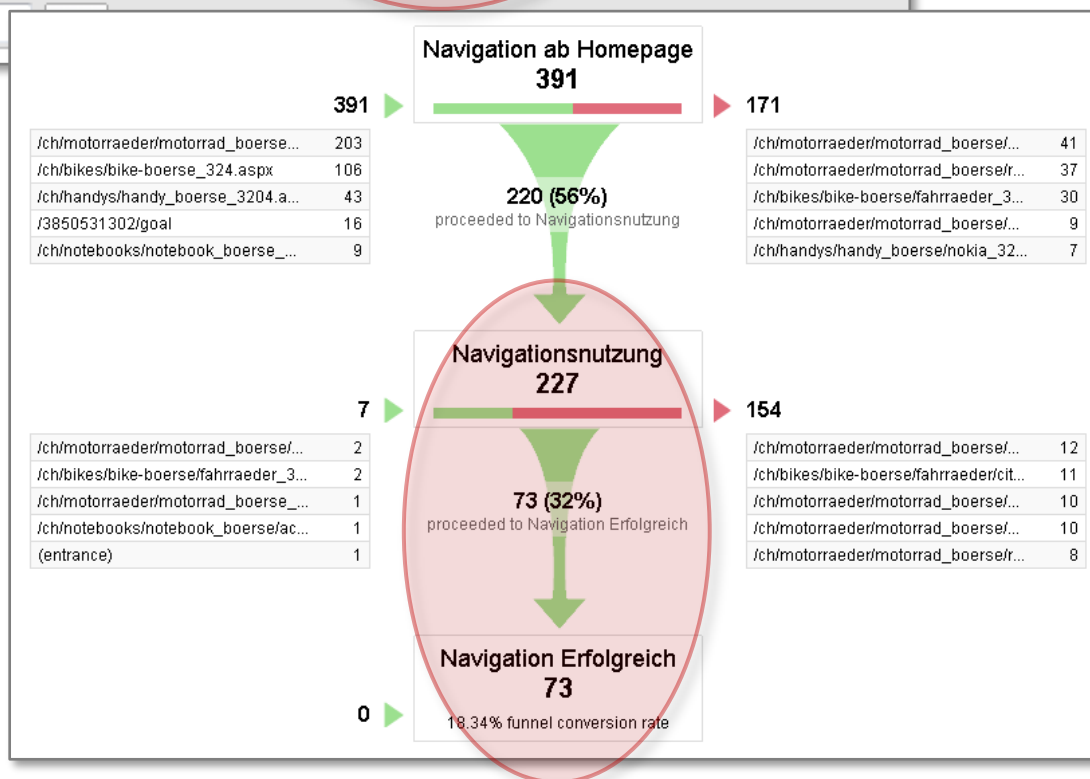 Navigation ab Homepage
391
391
171
/ch/motorraeder/motorrad_boerse... 203
/ch/bikes/bike-boerse_324.aspx 106
/ch/handys/handy_boerse_3204.a... 43
/3850531302/goal 16
/ch/notebooks/notebook_boerse_... 9
/ch/motorraeder/motorrad_boerse/... 41
/ch/motorraeder/motorrad_boerse/r... 37
/ch/bikes/bike-boerse/fahrraeder_3... 30
/ch/motorraeder/motorrad_boerse/... 9
/ch/handys/handy_boerse/nokia_32... 7
220 (56%)
proceeded to Navigationsnutzung
Navigationsnutzung
227
7
154
/ch/motorraeder/motorrad_boerse/... 2
/ch/bikes/bike-boerse/fahrraeder_3... 2
/ch/motorraeder/motorrad_boerse_... 1
/ch/notebooks/notebook_boerse/ac... 1
(entrance) 1
/ch/motorraeder/motorrad_boerse/... 12
/ch/bikes/bike-boerse/fahrraeder/cit... 11
/ch/motorraeder/motorrad_boerse/... 10
/ch/motorraeder/motorrad_boerse/... 10
/ch/motorraeder/motorrad_boerse/r... 8
73 (32%)
proceeded to Navigation Erfolgreich
Navigation Erfolgreich
73
0
18.34% funnel conversion rate